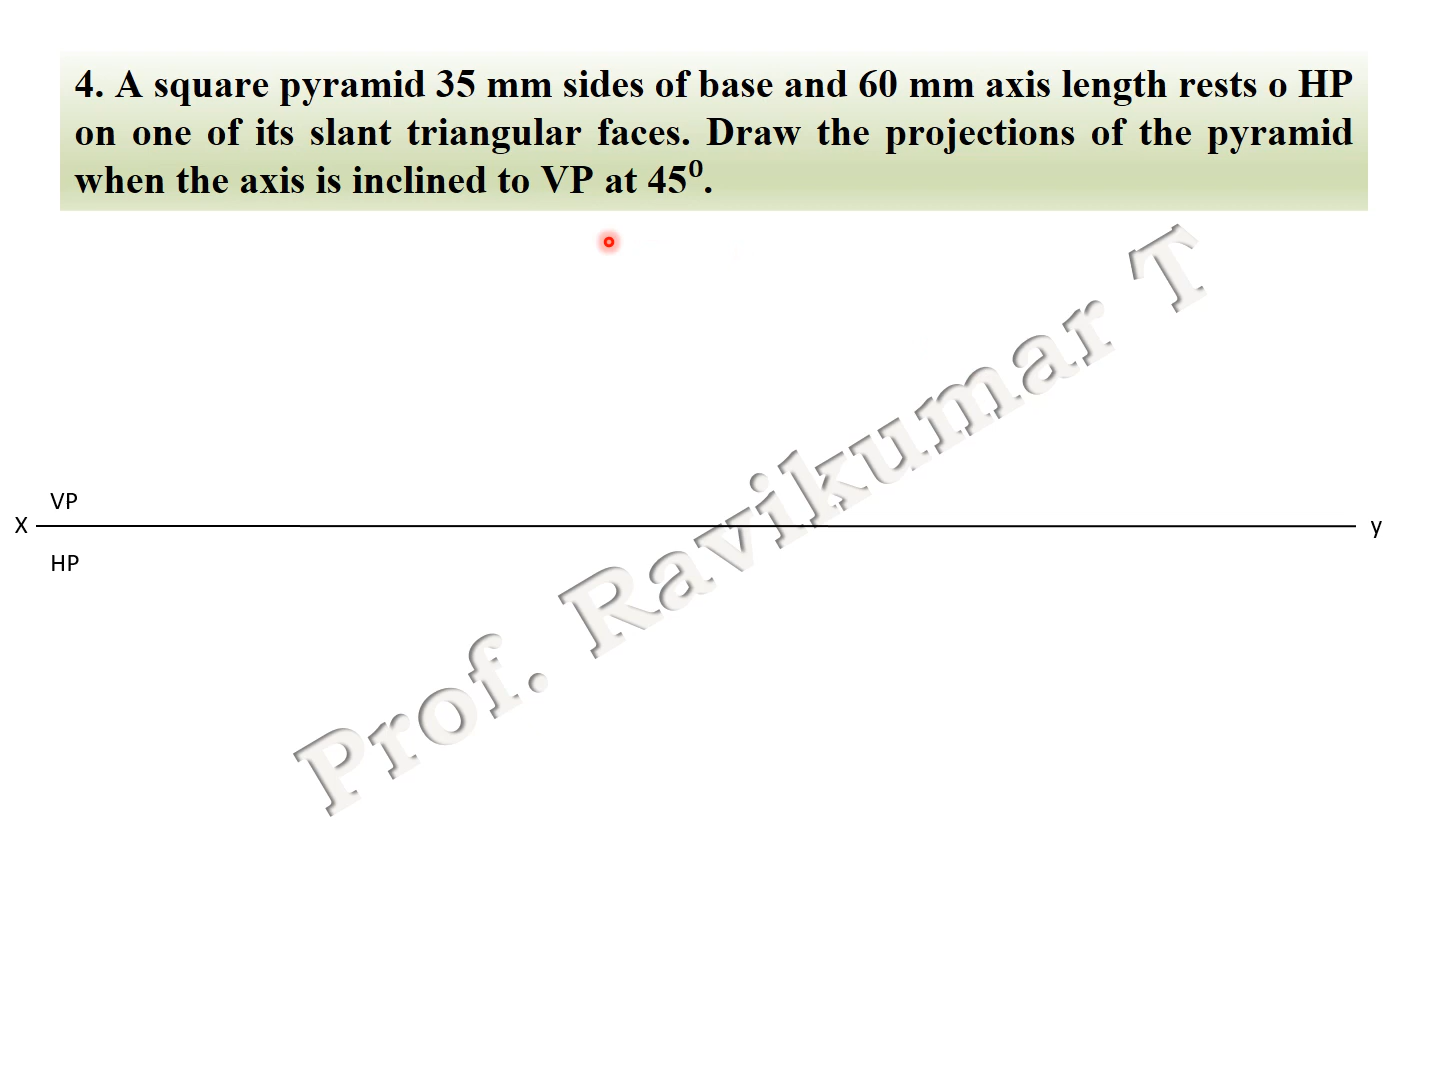 4. A square pyramid 35 mm sides of base and 60 mm axis length rests o HP
on one of its slant triangular faces. Draw the projections of the pyramid
when the axis is inclined to VP at 45⁰.
Prof. Ravikumar T
VP
X y
HP